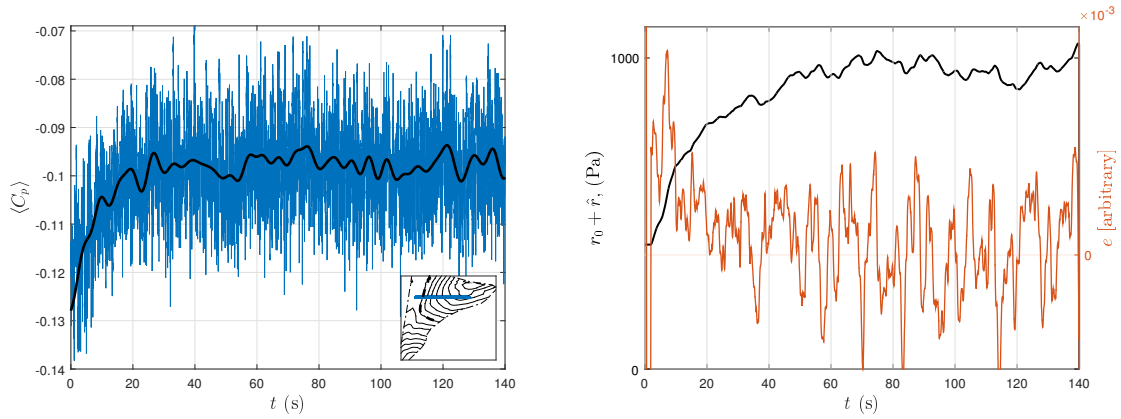 -0.07
-0.08
-0.09
-0.1
-0.11
-0.12
-0.13
-0.14
⟨C_p⟩
0 20 40 60 80 100 120 140
t (s)
×10⁻³
1000
0
r₀ + r̂, (Pa)
0
e [arbitrary]
0 20 40 60 80 100 120 140
t (s)